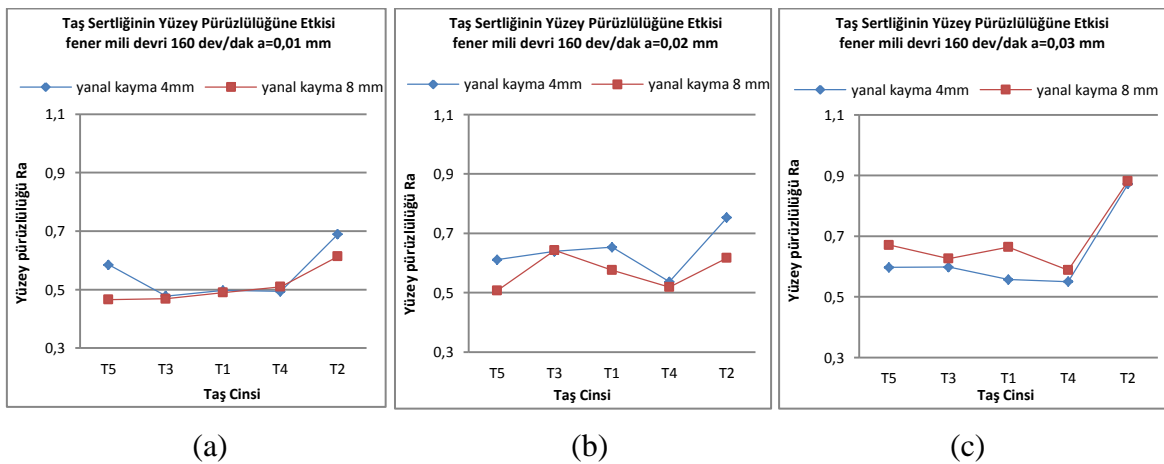 Taş Sertliğinin Yüzey Pürüzlülüğüne Etkisi
fener mili devri 160 dev/dak a=0,01 mm
yanal kayma 4mm
yanal kayma 8 mm
1,1
0,9
0,7
0,5
0,3
Yüzey pürüzlülüğü Ra
T5 T3 T1 T4 T2
Taş Cinsi
(a)
Taş Sertliğinin Yüzey Pürüzlülüğüne Etkisi
fener mili devri 160 dev/dak a=0,02 mm
yanal kayma 4mm
yanal kayma 8 mm
1,1
0,9
0,7
0,5
0,3
Yüzey pürüzlülüğü Ra
T5 T3 T1 T4 T2
Taş Cinsi
(b)
Taş Sertliğinin Yüzey Pürüzlülüğüne Etkisi
fener mili devri 160 dev/dak a=0,03 mm
yanal kayma 4mm
yanal kayma 8 mm
1,1
0,9
0,7
0,5
0,3
Yüzey pürüzlülüğü Ra
T5 T3 T1 T4 T2
Taş Cinsi
(c)